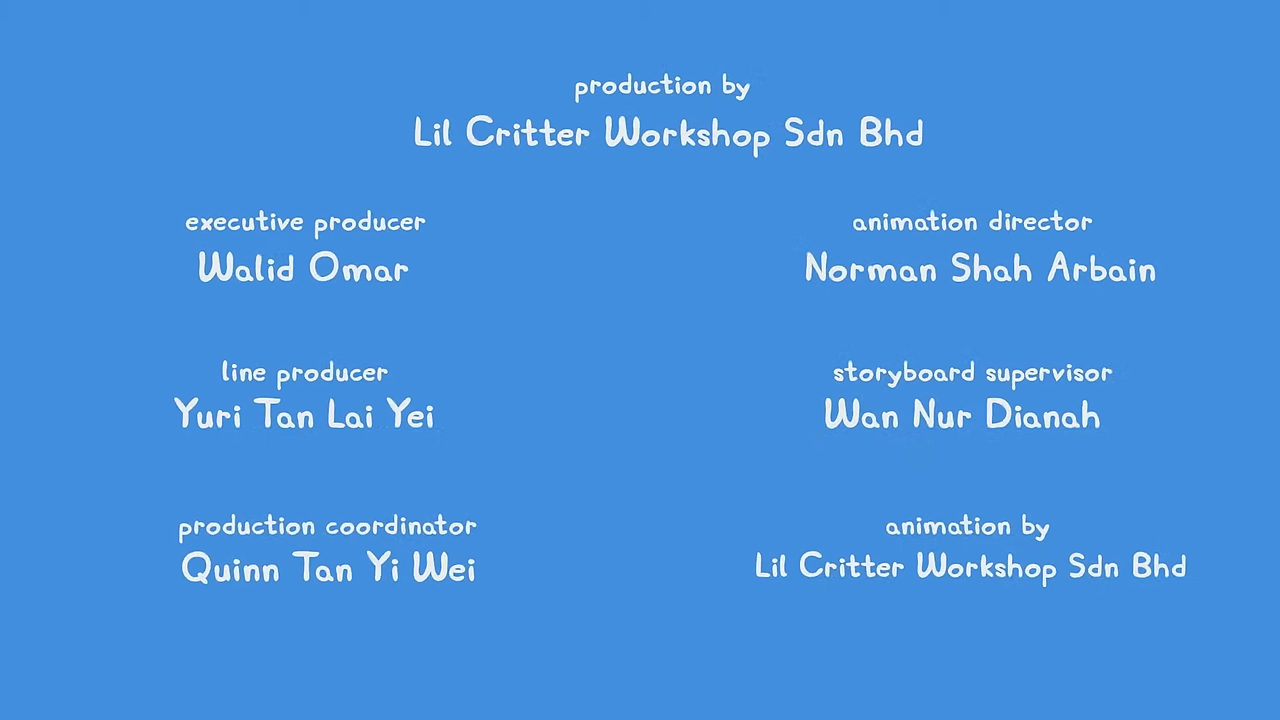 production by
Lil Critter Workshop Sdn Bhd
executive producer
Walid Omar
animation director
Norman Shah Arbain
line producer
Yuri Tan Lai Yei
storyboard supervisor
Wan Nur Dianah
production coordinator
Quinn Tan Yi Wei
animation by
Lil Critter Workshop Sdn Bhd